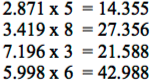 2.871 x 5 = 14.355
3.419 x 8 = 27.356
7.196 x 3 = 21.588
5.998 x 6 = 42.988